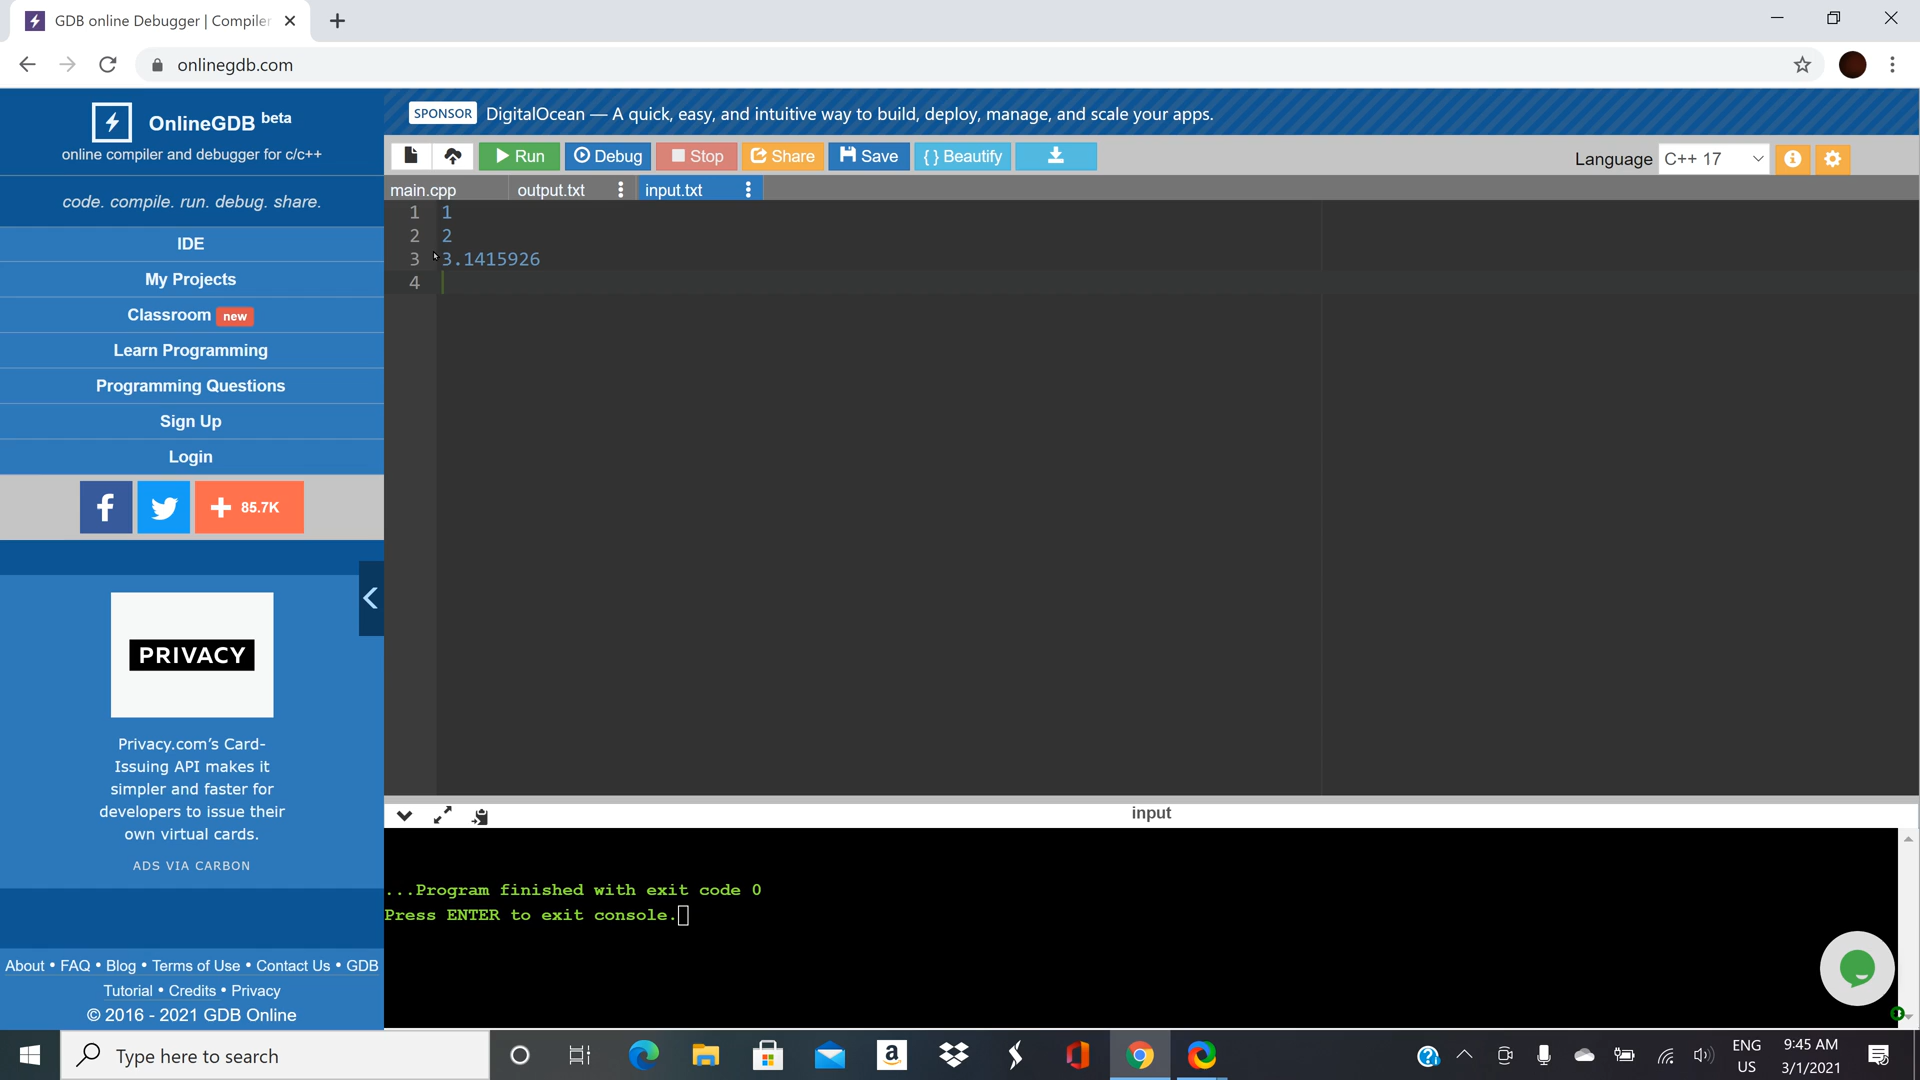 GDB online Debugger | Compiler
onlinegdb.com
OnlineGDB beta
online compiler and debugger for c/c++
code. compile. run. debug. share.
IDE
My Projects
Classroom new
Learn Programming
Programming Questions
Sign Up
Login
85.7K
PRIVACY
Privacy.com's Card-
Issuing API makes it
simpler and faster for
developers to issue their
own virtual cards.
ADS VIA CARBON
About • FAQ • Blog • Terms of Use • Contact Us • GDB
Tutorial • Credits • Privacy
© 2016 - 2021 GDB Online
SPONSOR DigitalOcean — A quick, easy, and intuitive way to build, deploy, manage, and scale your apps.
Run Debug Stop Share Save { } Beautify
Language C++ 17
main.cpp output.txt input.txt
1 1
2 2
3 3.1415926
4
input
...Program finished with exit code 0
Press ENTER to exit console.
Type here to search
ENG
US
9:45 AM
3/1/2021